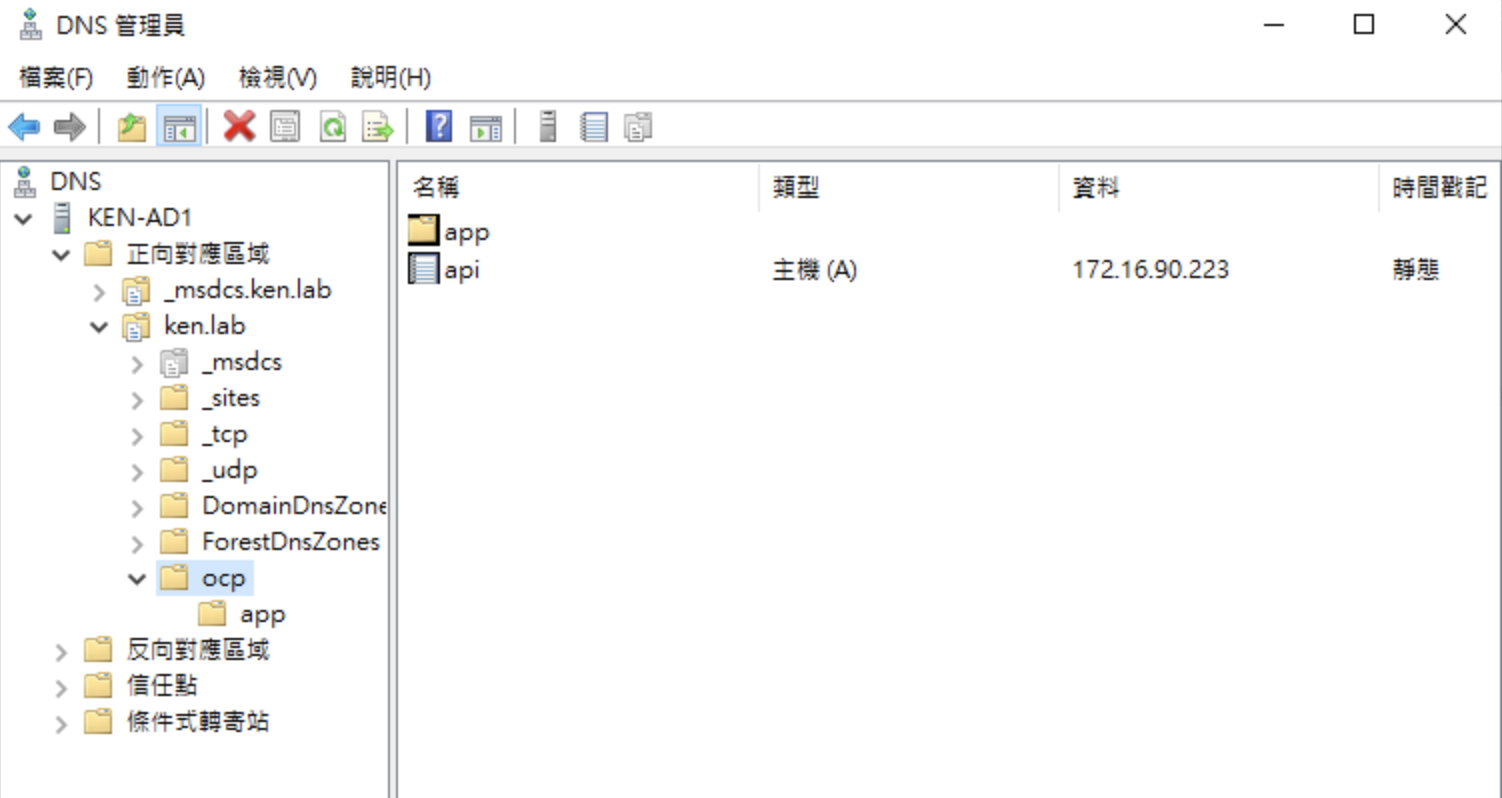 DNS 管理員
檔案(F) 動作(A) 檢視(V) 說明(H)
DNS
KEN-AD1
正向對應區域
_msdcs.ken.lab
ken.lab
_msdcs
_sites
_tcp
_udp
DomainDnsZone
ForestDnsZones
ocp
app
反向對應區域
信任點
條件式轉寄站
名稱 類型 資料 時間戳記
app
api 主機 (A) 172.16.90.223 靜態